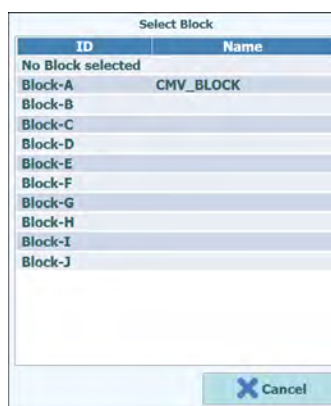 Select Block
ID Name
No Block selected
Block-A CMV_BLOCK
Block-B
Block-C
Block-D
Block-E
Block-F
Block-G
Block-H
Block-I
Block-J
Cancel